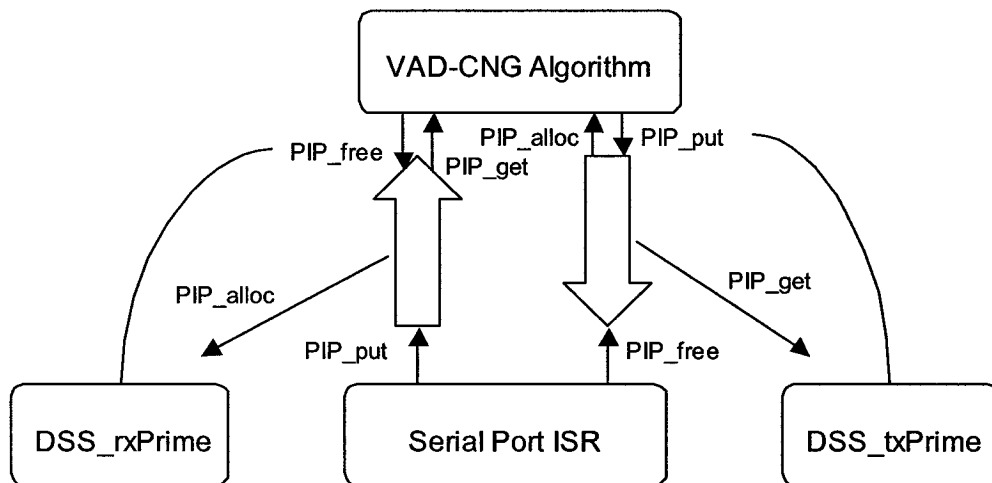 VAD-CNG Algorithm
PIP_free
PIP_get
PIP_alloc
PIP_put
PIP_alloc
PIP_get
PIP_put
PIP_free
DSS_rxPrime
Serial Port ISR
DSS_txPrime